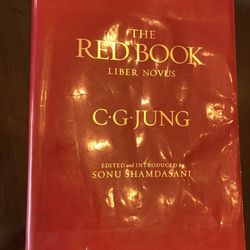 THE
RED BOOK
LIBER NOVUS
C·G·JUNG
EDITED and INTRODUCED by
SONU SHAMDASANI